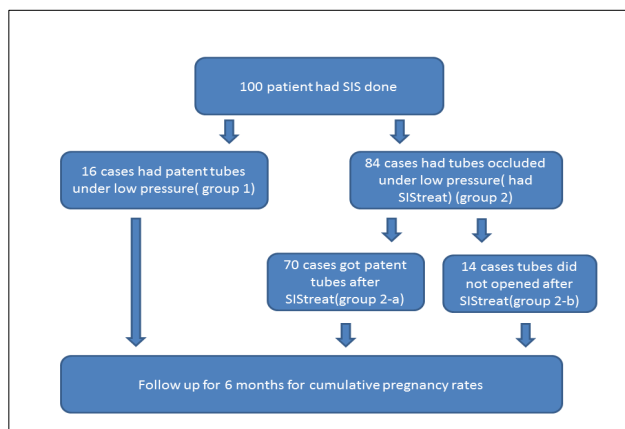 100 patient had SIS done
16 cases had patent tubes
under low pressure( group 1)
84 cases had tubes occluded
under low pressure( had
SIStreat) (group 2)
70 cases got patent
tubes after
SIStreat(group 2-a)
14 cases tubes did
not opened after
SIStreat(group 2-b)
Follow up for 6 months for cumulative pregnancy rates